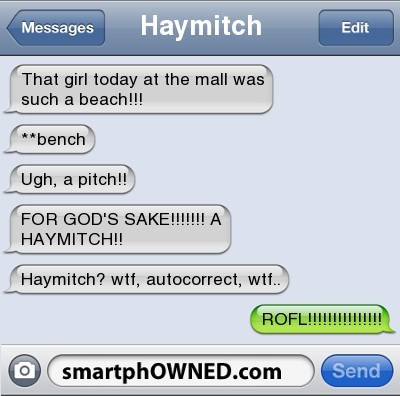 Messages
Haymitch
Edit
That girl today at the mall was
such a beach!!!
**bench
Ugh, a pitch!!
FOR GOD'S SAKE!!!!!!! A
HAYMITCH!!
Haymitch? wtf, autocorrect, wtf..
ROFL!!!!!!!!!!!!!!!
smartphOWNED.com
Send